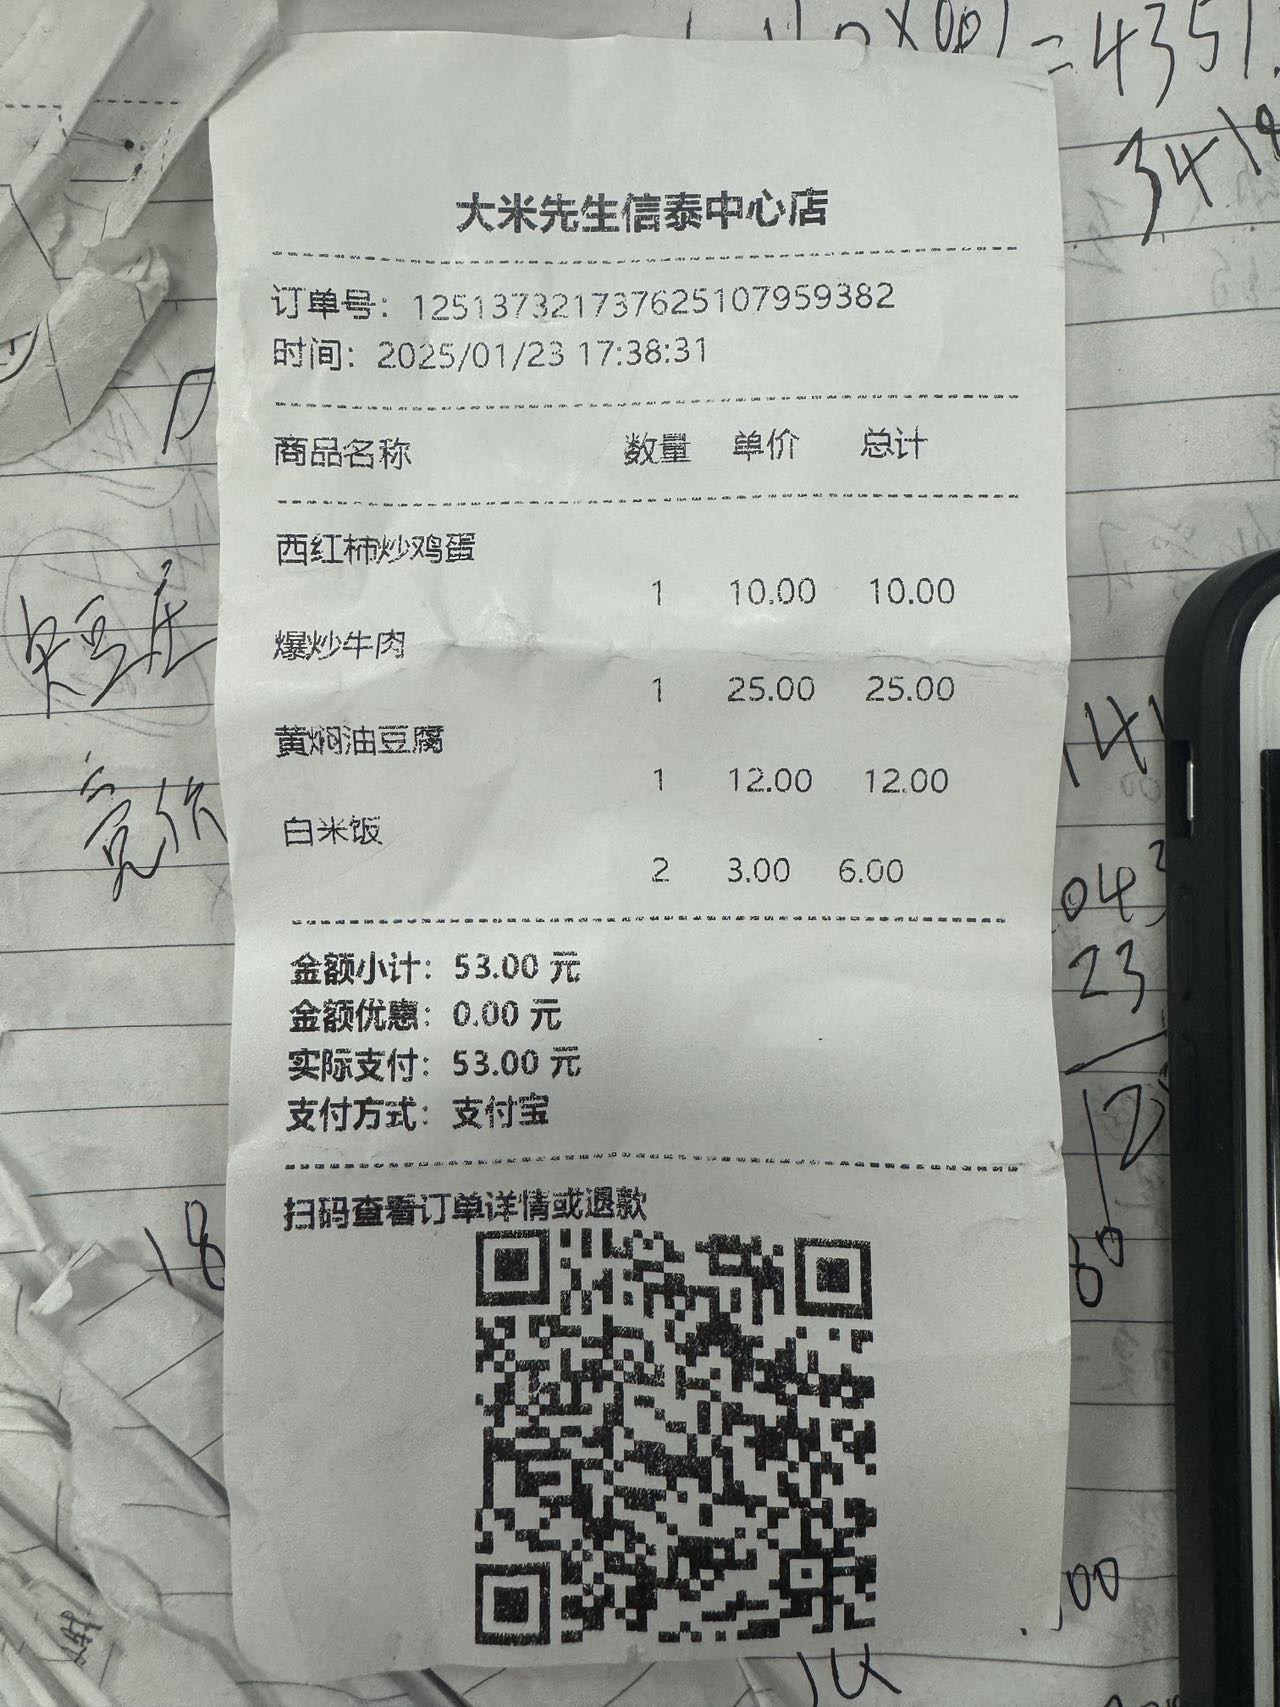 大米先生信泰中心店
订单号：125137321737625107959382
时间：2025/01/23 17:38:31
商品名称 数量 单价 总计
西红柿炒鸡蛋
1 10.00 10.00
爆炒牛肉
1 25.00 25.00
黄焖油豆腐
1 12.00 12.00
白米饭
2 3.00 6.00
金额小计：53.00 元
金额优惠：0.00 元
实际支付：53.00 元
支付方式：支付宝
扫码查看订单详情或退款
=4351
34
18
23